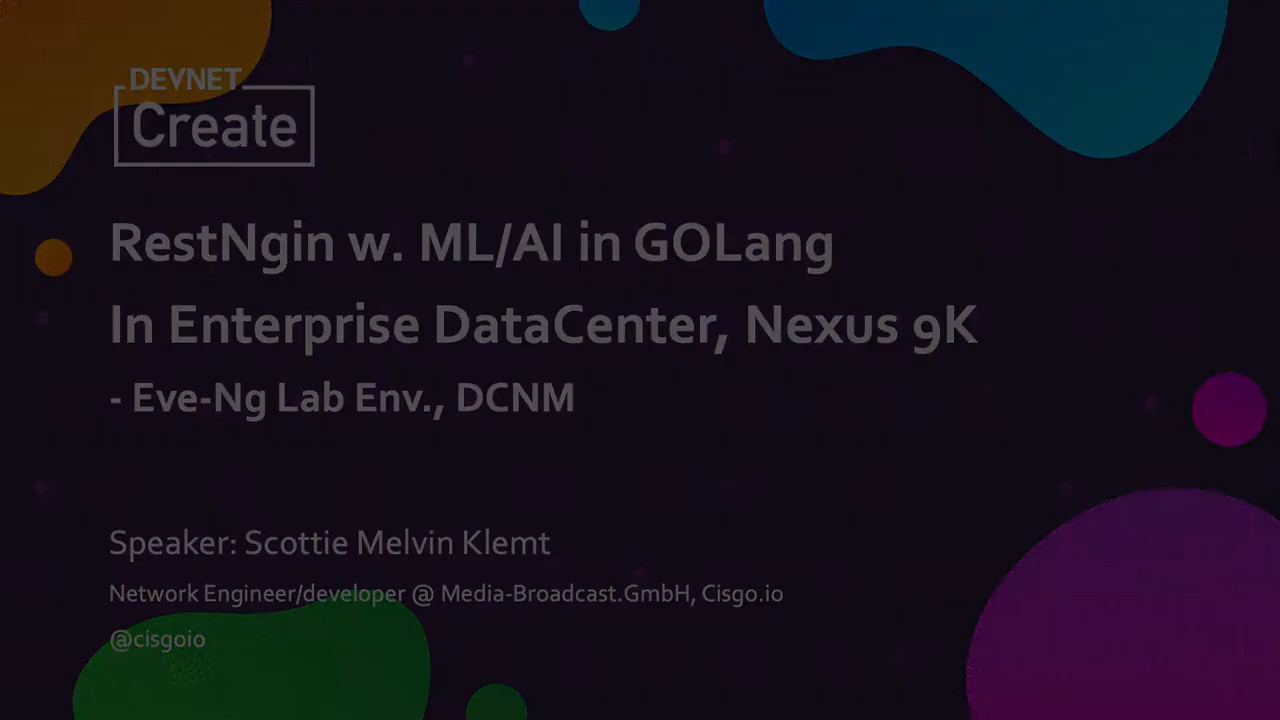 DEVNET
Create
RestNgin w. ML/AI in GOLang
In Enterprise DataCenter, Nexus 9K
- Eve-Ng Lab Env., DCNM
Speaker: Scottie Melvin Klemt
Network Engineer/developer @ Media-Broadcast.GmbH, Cisgo.io
@cisgoio